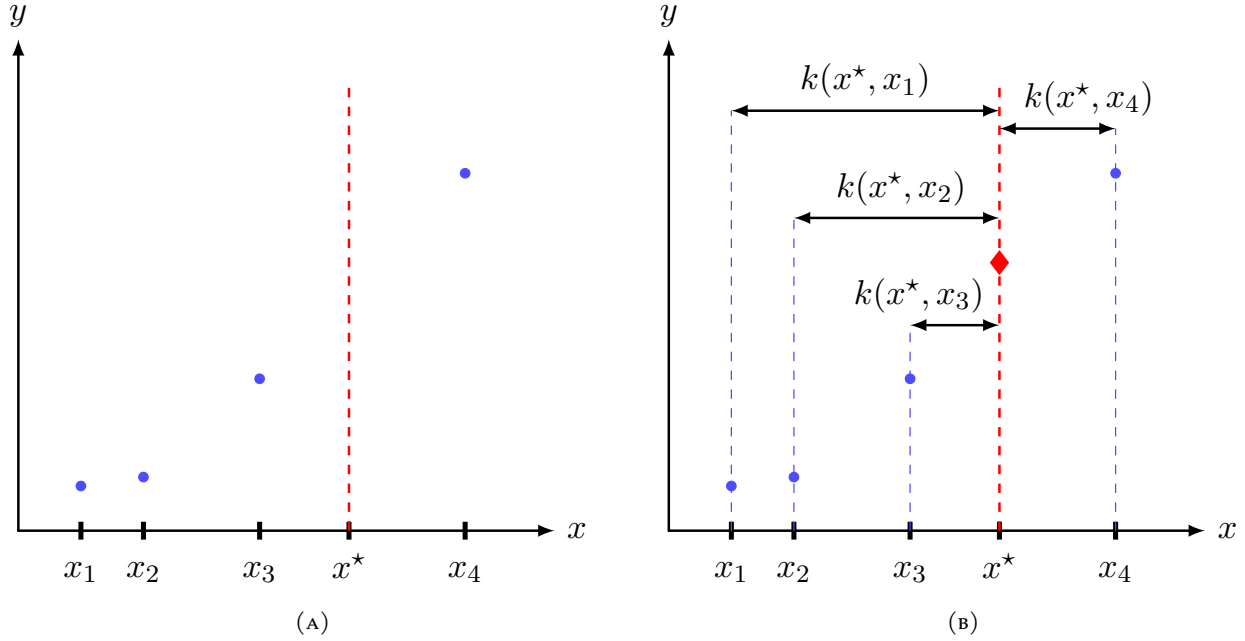 y
x
x₁ x₂ x₃ x⋆ x₄
(A)
y
k(x⋆, x₁)
k(x⋆, x₄)
k(x⋆, x₂)
k(x⋆, x₃)
x
x₁ x₂ x₃ x⋆ x₄
(B)